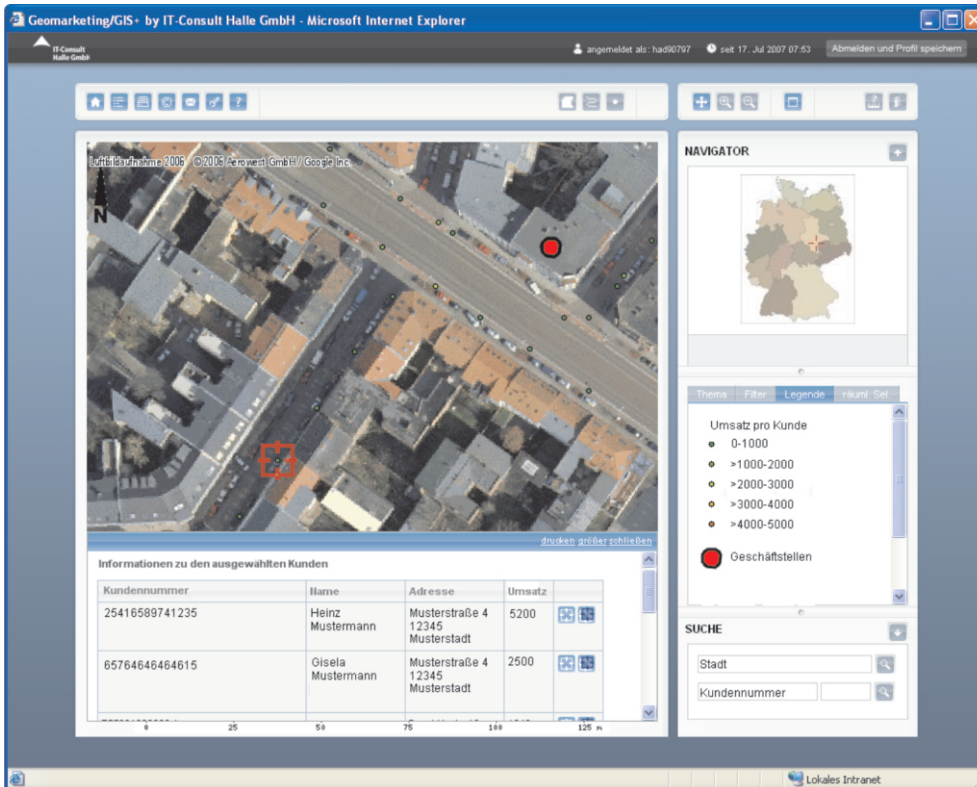 Geomarketing/GIS+ by IT-Consult Halle GmbH - Microsoft Internet Explorer
IT-Consult
Halle GmbH
angemeldet als: had90797
seit 17. Jul 2007 07:53
Abmelden und Profil speichern
Luftbildaufnahme 2006 ©2006 Aerowest GmbH / Google Inc.
N
drucken größer schließen
Informationen zu den ausgewählten Kunden
Kundennummer Name Adresse Umsatz
25416589741235 Heinz Musterstraße 4 5200
Mustermann 12345
Musterstadt
65764646464615 Gisela Musterstraße 4 2500
Mustermann 12345
Musterstadt
0 25 50 75 100 125 m
NAVIGATOR
Thema Filter Legende räuml. Sel
Umsatz pro Kunde
0-1000
>1000-2000
>2000-3000
>3000-4000
>4000-5000
Geschäftstellen
SUCHE
Stadt
Kundennummer
Lokales Intranet